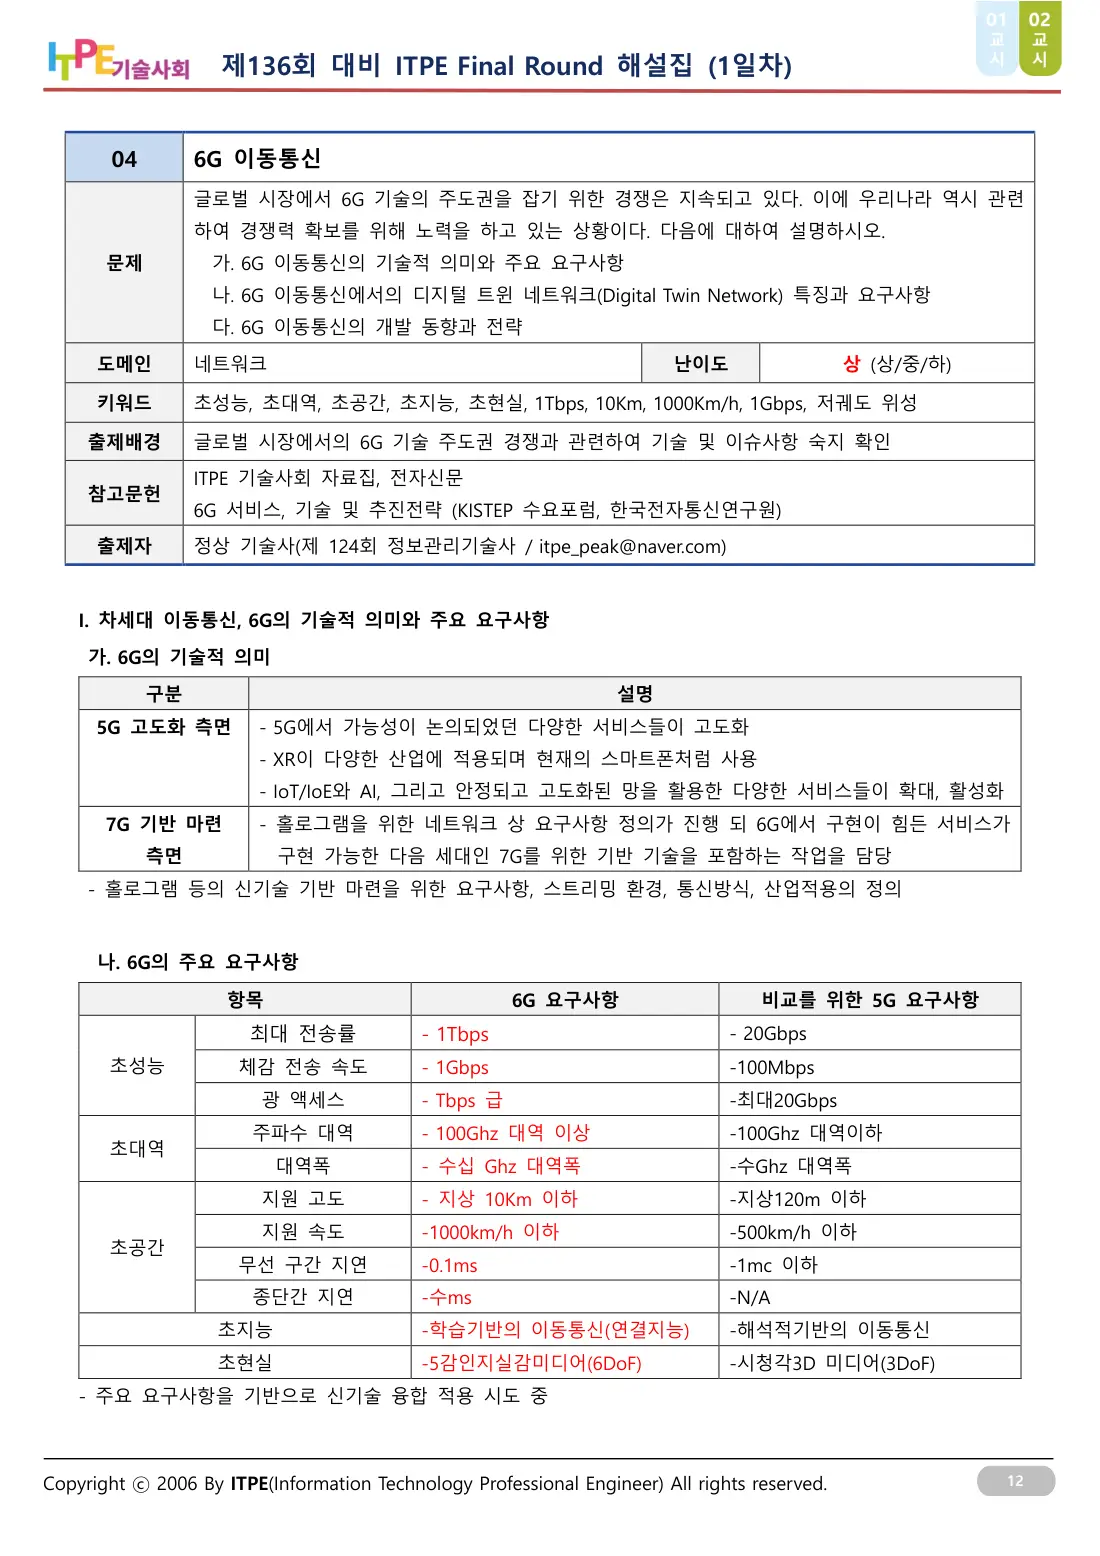 01
교
시
02
교
시
ITPE기술사회 제136회 대비 ITPE Final Round 해설집 (1일차)
04 6G 이동통신
문제
글로벌 시장에서 6G 기술의 주도권을 잡기 위한 경쟁은 지속되고 있다. 이에 우리나라 역시 관련
하여 경쟁력 확보를 위해 노력을 하고 있는 상황이다. 다음에 대하여 설명하시오.
가. 6G 이동통신의 기술적 의미와 주요 요구사항
나. 6G 이동통신에서의 디지털 트윈 네트워크(Digital Twin Network) 특징과 요구사항
다. 6G 이동통신의 개발 동향과 전략
도메인 네트워크 난이도 상 (상/중/하)
키워드 초성능, 초대역, 초공간, 초지능, 초현실, 1Tbps, 10Km, 1000Km/h, 1Gbps, 저궤도 위성
출제배경 글로벌 시장에서의 6G 기술 주도권 경쟁과 관련하여 기술 및 이슈사항 숙지 확인
참고문헌
ITPE 기술사회 자료집, 전자신문
6G 서비스, 기술 및 추진전략 (KISTEP 수요포럼, 한국전자통신연구원)
출제자 정상 기술사(제 124회 정보관리기술사 / itpe_peak@naver.com)
I. 차세대 이동통신, 6G의 기술적 의미와 주요 요구사항
가. 6G의 기술적 의미
구분 설명
5G 고도화 측면 - 5G에서 가능성이 논의되었던 다양한 서비스들이 고도화
- XR이 다양한 산업에 적용되며 현재의 스마트폰처럼 사용
- IoT/IoE와 AI, 그리고 안정되고 고도화된 망을 활용한 다양한 서비스들이 확대, 활성화
7G 기반 마련 - 홀로그램을 위한 네트워크 상 요구사항 정의가 진행 되 6G에서 구현이 힘든 서비스가
측면 구현 가능한 다음 세대인 7G를 위한 기반 기술을 포함하는 작업을 담당
- 홀로그램 등의 신기술 기반 마련을 위한 요구사항, 스트리밍 환경, 통신방식, 산업적용의 정의
나. 6G의 주요 요구사항
항목 6G 요구사항 비교를 위한 5G 요구사항
초성능
최대 전송률 - 1Tbps - 20Gbps
체감 전송 속도 - 1Gbps -100Mbps
광 액세스 - Tbps 급 -최대20Gbps
초대역
주파수 대역 - 100Ghz 대역 이상 -100Ghz 대역이하
대역폭 - 수십 Ghz 대역폭 -수Ghz 대역폭
초공간
지원 고도 - 지상 10Km 이하 -지상120m 이하
지원 속도 -1000km/h 이하 -500km/h 이하
무선 구간 지연 -0.1ms -1mc 이하
종단간 지연 -수ms -N/A
초지능 -학습기반의 이동통신(연결지능) -해석적기반의 이동통신
초현실 -5감인지실감미디어(6DoF) -시청각3D 미디어(3DoF)
- 주요 요구사항을 기반으로 신기술 융합 적용 시도 중
Copyright ⓒ 2006 By ITPE(Information Technology Professional Engineer) All rights reserved. 12